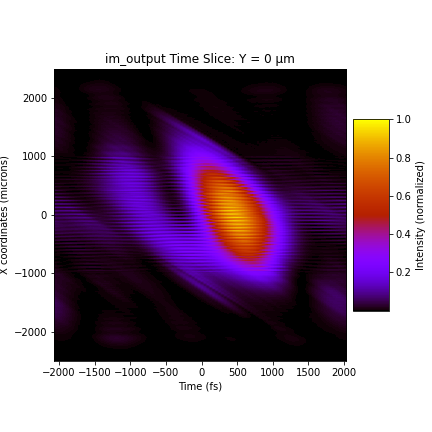 im_output Time Slice: Y = 0 μm
2000
1000
0
−1000
−2000
X coordinates (microns)
−2000 −1500 −1000 −500 0 500 1000 1500 2000
Time (fs)
1.0
0.8
0.6
0.4
0.2
Intensity (normalized)